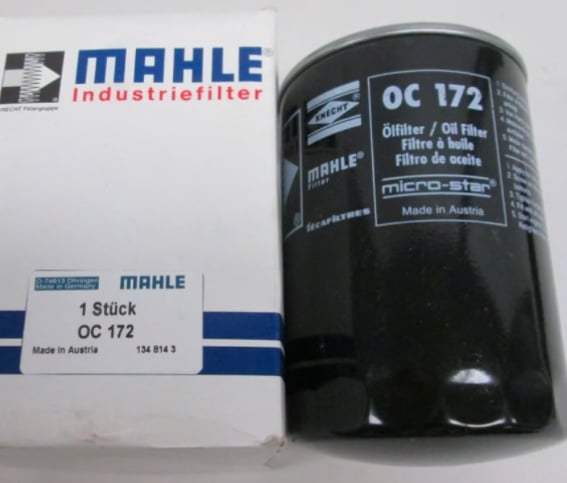 MAHLE®
Industriefilter
KNECHT Filtergruppe
D-74613 Öhringen
Made in Germany
MAHLE
1 Stück
OC 172
Made in Austria 134 814 3
KNECHT
MAHLE®
Filter
tecafiltres
OC 172
Ölfilter / Oil Filter
Filtre à huile
Filtro de aceite
micro-star®
Made in Austria